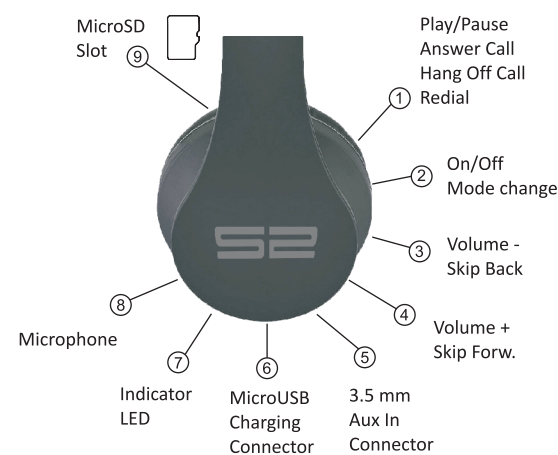 MicroSD
Slot
9
Play/Pause
Answer Call
Hang Off Call
Redial
1
2
On/Off
Mode change
3
Volume -
Skip Back
4
Volume +
Skip Forw.
5
3.5 mm
Aux In
Connector
6
MicroUSB
Charging
Connector
7
Indicator
LED
8
Microphone
S2